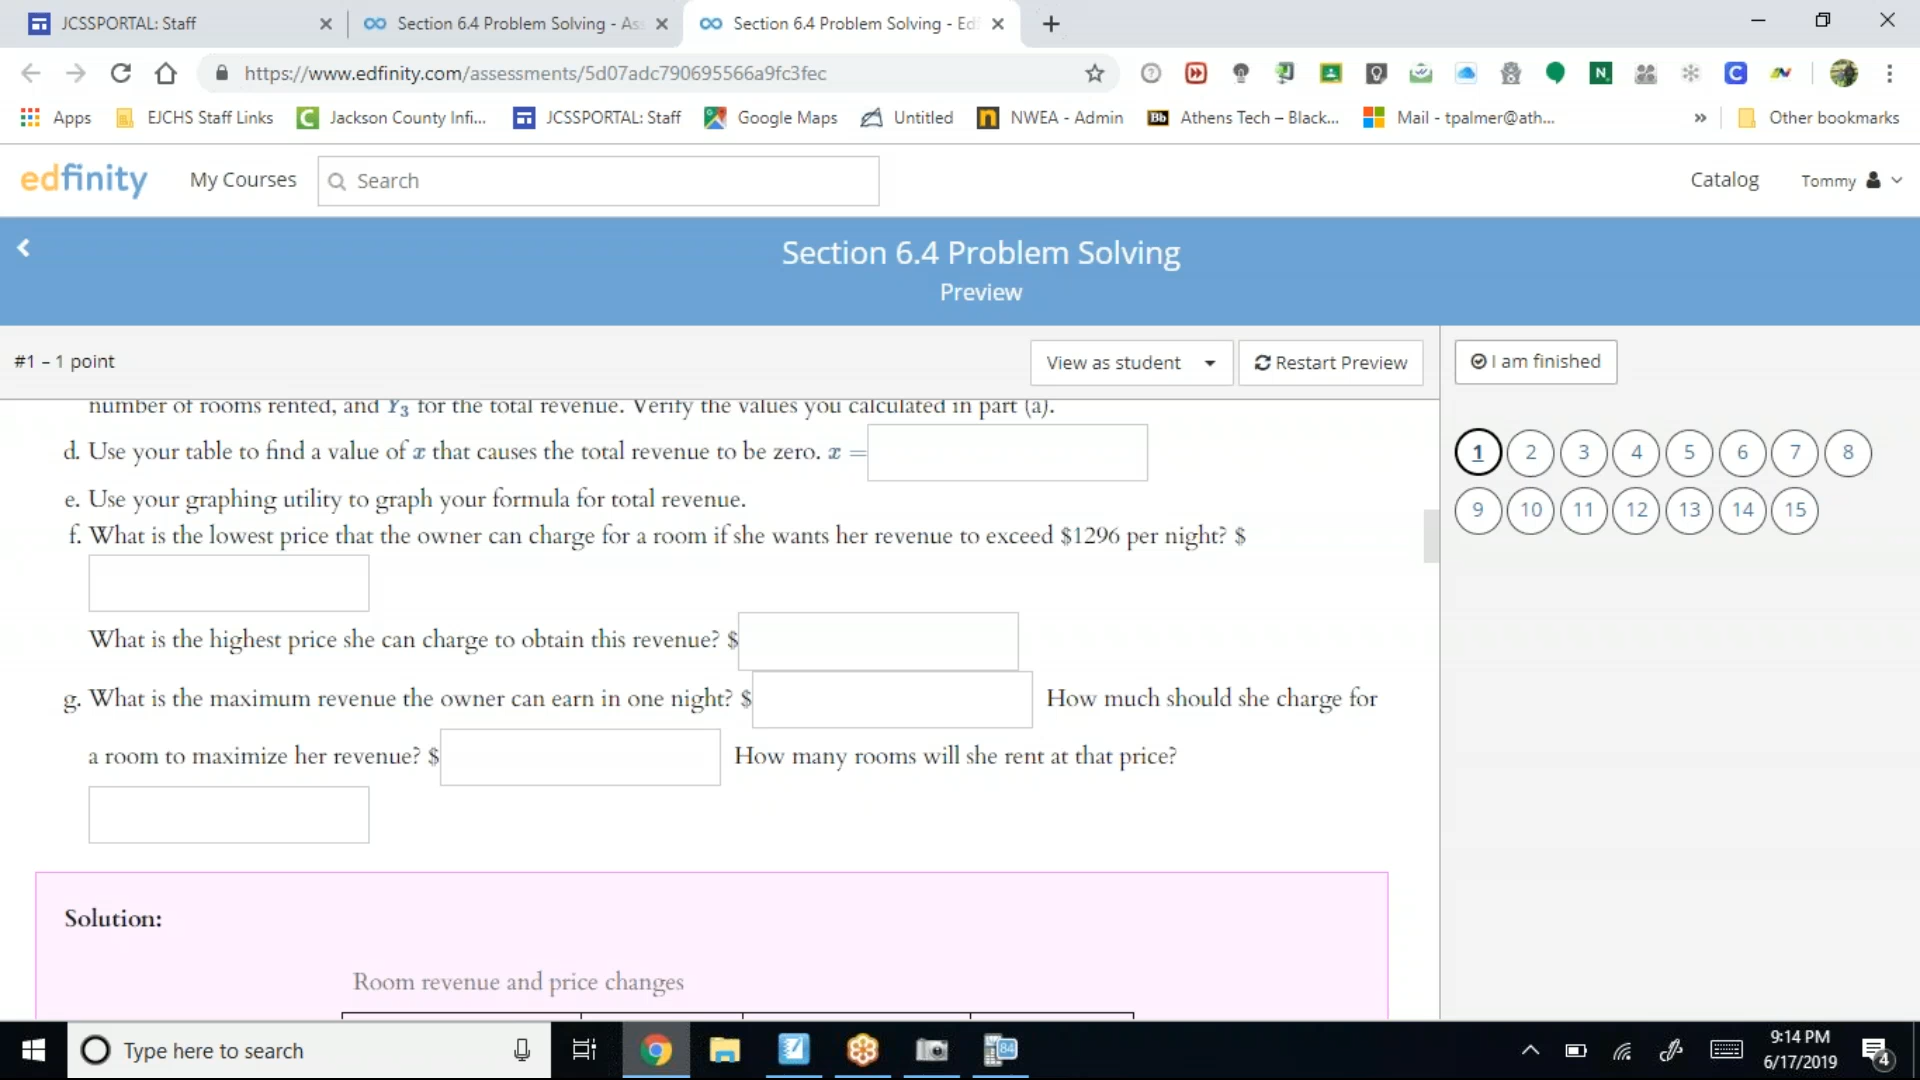 JCSSPORTAL: Staff
Section 6.4 Problem Solving - As
Section 6.4 Problem Solving - Ed
https://www.edfinity.com/assessments/5d07adc790695566a9fc3fec
Apps
EJCHS Staff Links
Jackson County Infi...
JCSSPORTAL: Staff
Google Maps
Untitled
NWEA - Admin
Bb
Athens Tech – Black...
Mail - tpalmer@ath...
»
Other bookmarks
edfinity
My Courses
Search
Catalog
Tommy
Section 6.4 Problem Solving
Preview
#1 – 1 point
View as student
Restart Preview
I am finished
number of rooms rented, and Y₃ for the total revenue. Verify the values you calculated in part (a).
d. Use your table to find a value of x that causes the total revenue to be zero. x =
e. Use your graphing utility to graph your formula for total revenue.
f. What is the lowest price that the owner can charge for a room if she wants her revenue to exceed $1296 per night? $
What is the highest price she can charge to obtain this revenue? $
g. What is the maximum revenue the owner can earn in one night? $ How much should she charge for
a room to maximize her revenue? $ How many rooms will she rent at that price?
1 2 3 4 5 6 7 8
9 10 11 12 13 14 15
Solution:
Room revenue and price changes
Type here to search
84
9:14 PM
6/17/2019
4